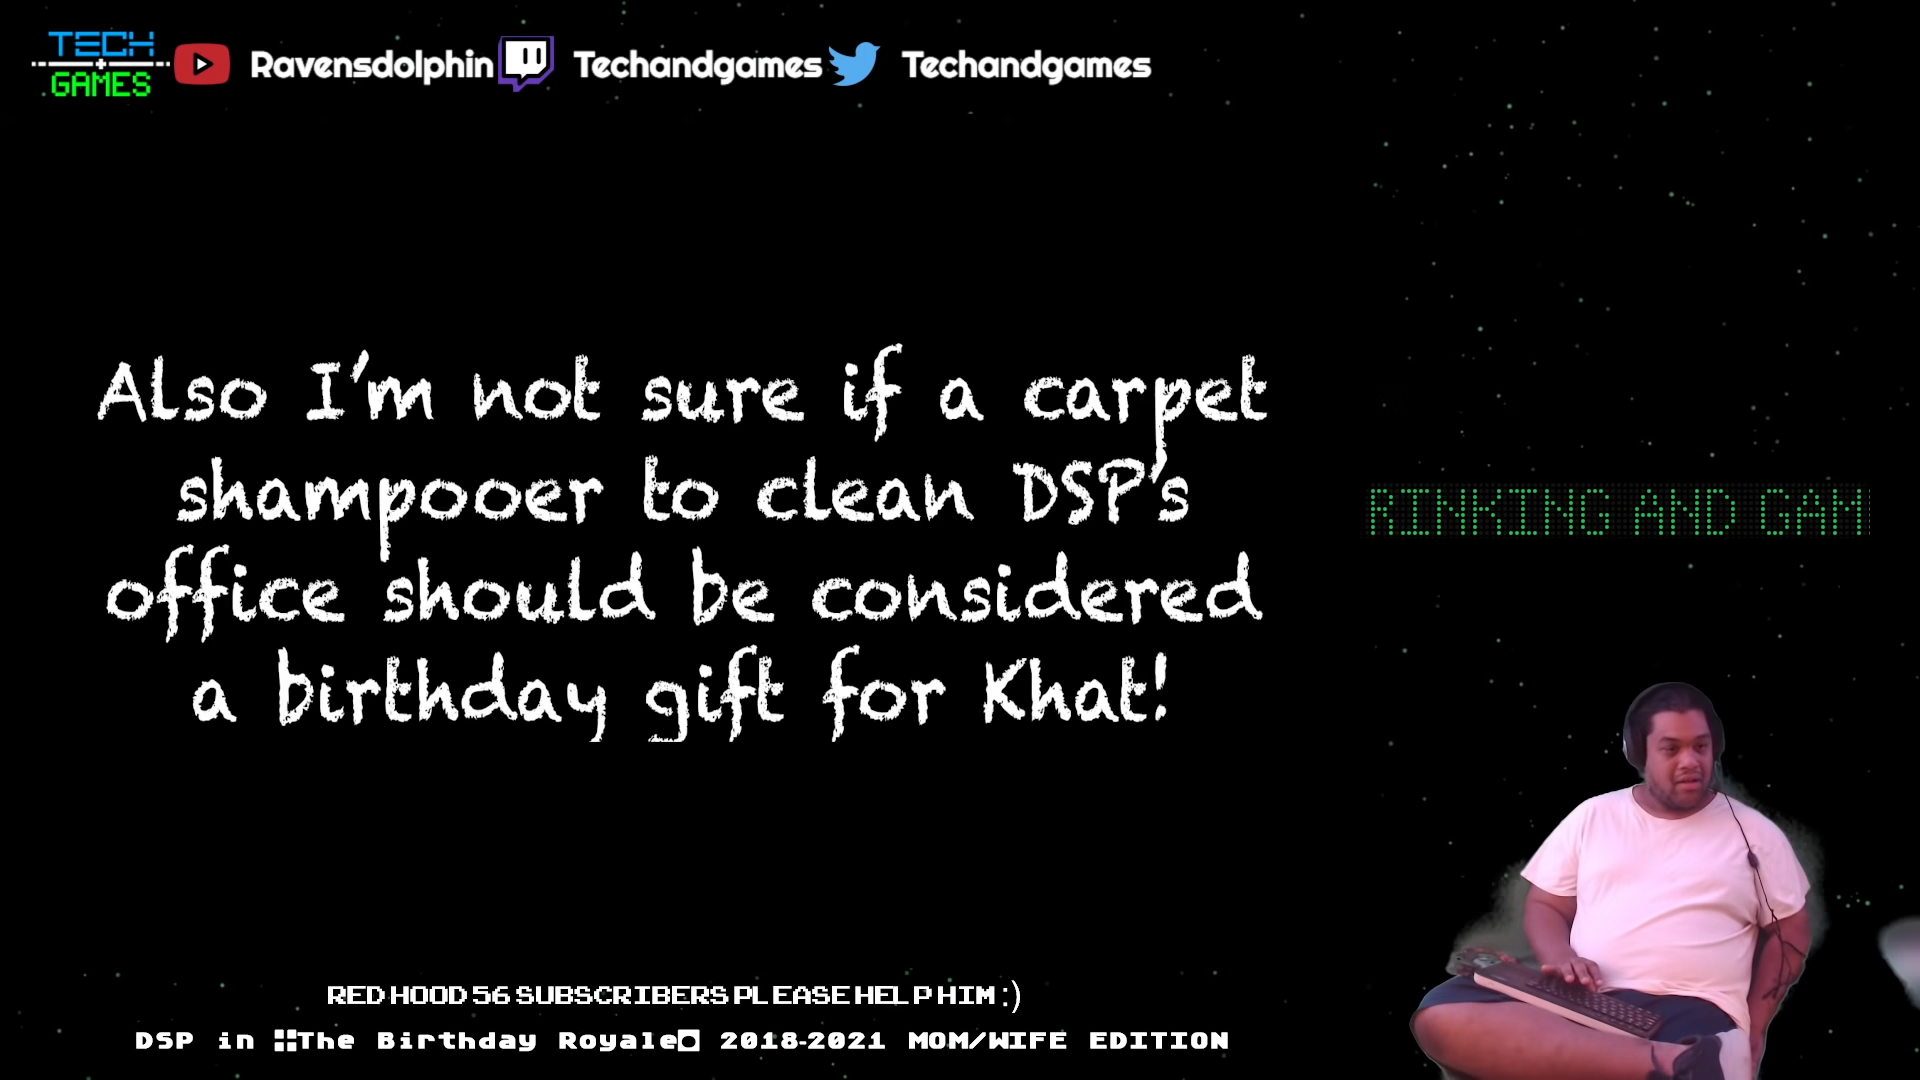 TECH
GAMES
Ravensdolphin
Techandgames
Techandgames
Also I'm not sure if a carpet
shampooer to clean DSP's
office should be considered
a birthday gift for Khat!
RINKING AND GAM
RED HOOD 56 SUBSCRIBERS PLEASE HELP HIM :)
DSP in The Birthday Royale 2018-2021 MOM/WIFE EDITION